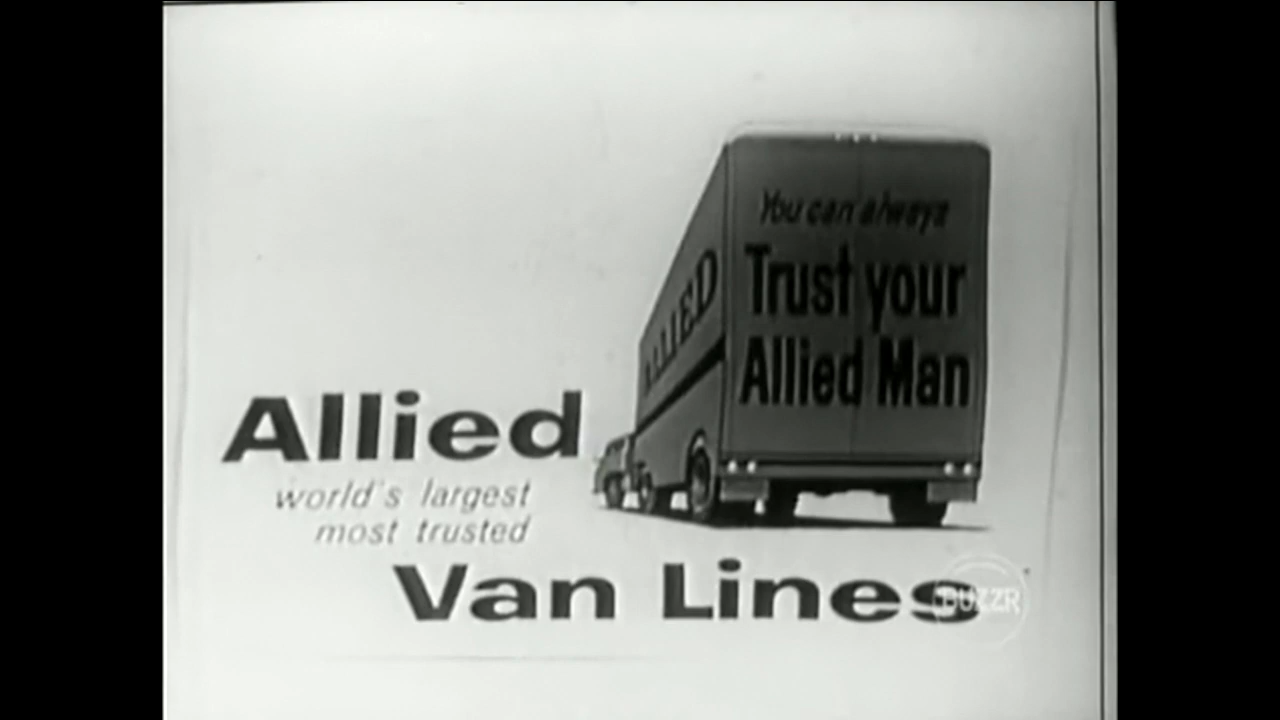 You can always
Trust your
Allied Man
ALLIED
Allied
world's largest
most trusted
Van Lines
BUZZR